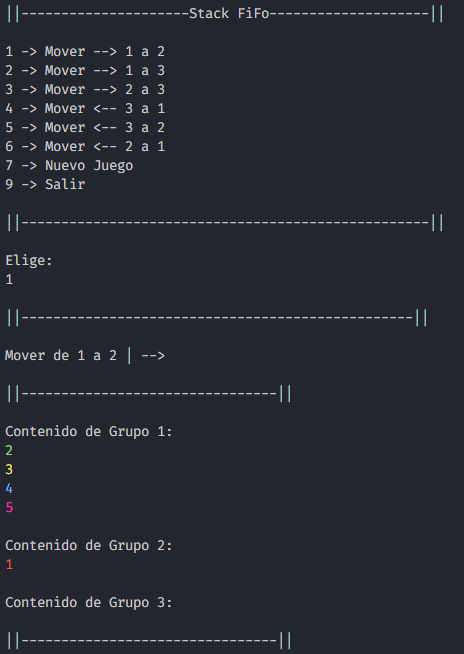 ||---------------------Stack FiFo--------------------||
1 -> Mover --> 1 a 2
2 -> Mover --> 1 a 3
3 -> Mover --> 2 a 3
4 -> Mover <-- 3 a 1
5 -> Mover <-- 3 a 2
6 -> Mover <-- 2 a 1
7 -> Nuevo Juego
9 -> Salir
||---------------------------------------------------||
Elige:
1
||-------------------------------------------------||
Mover de 1 a 2 | -->
||--------------------------------||
Contenido de Grupo 1:
2
3
4
5
Contenido de Grupo 2:
1
Contenido de Grupo 3:
||--------------------------------||